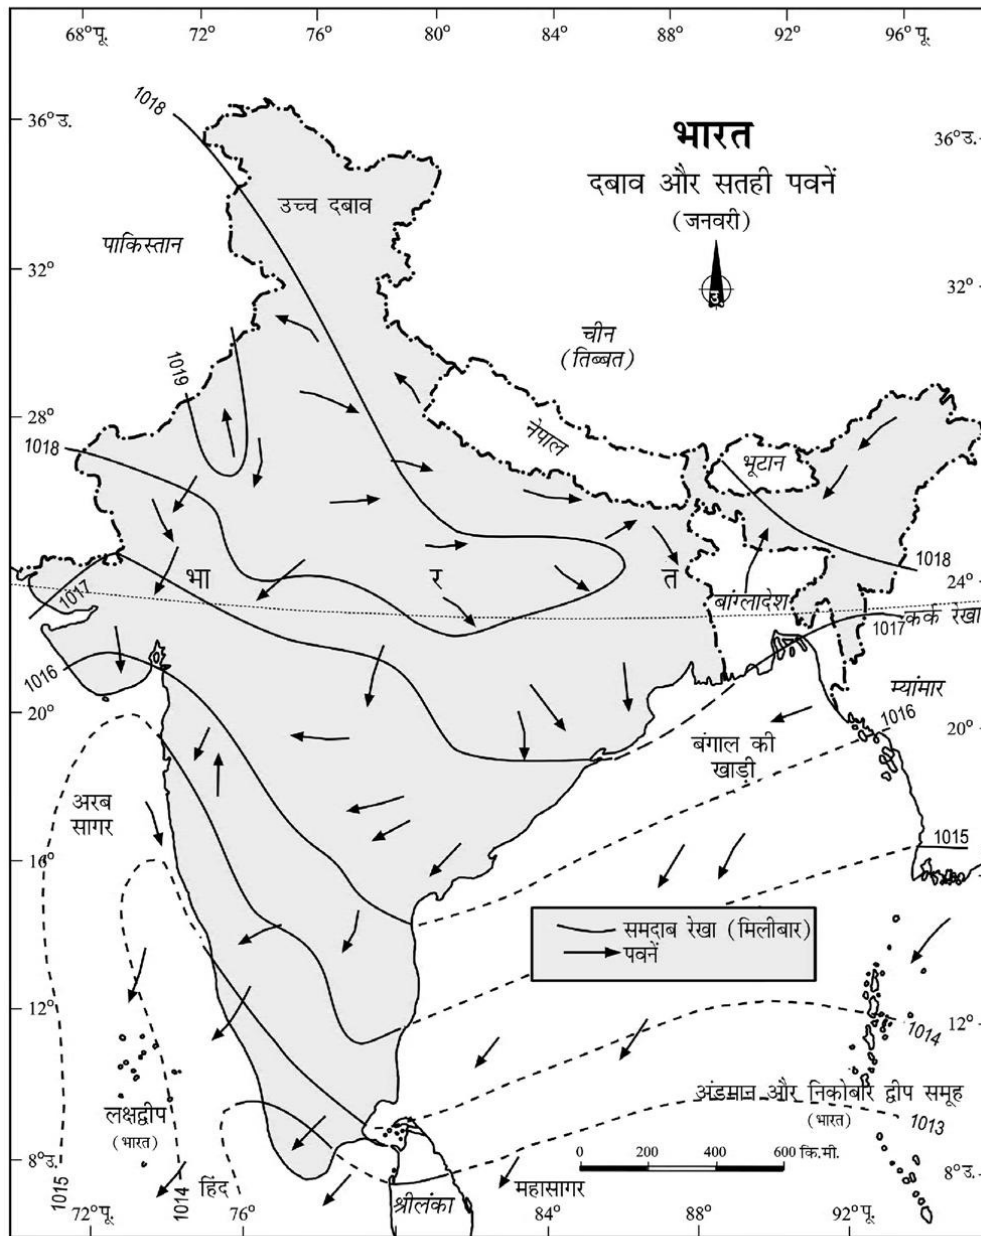 68°पू. 72° 76° 80° 84° 88° 92° 96° पू.
1018
36°उ.
भारत
36°उ.
दबाव और सतही पवनें
(जनवरी)
उच्च दबाव
पाकिस्तान
32°
32°
उ
चीन
(तिब्बत)
1019
28°
28°
नेपाल
भूटान
1018
1018
24°
भा र त
1017
बांग्लादेश
24°
कर्क रेखा
1017
1016
म्यांमार
1016
20°
20°
बंगाल की
खाड़ी
अरब
सागर
1015
16°
16°
समदाब रेखा (मिलीबार)
पवनें
12°
12°
1014
लक्षद्वीप
(भारत)
अंडमान और निकोबार द्वीप समूह
(भारत)
1013
8°उ.
8°उ.
0 200 400 600 कि.मी.
1015
1014
हिंद
श्रीलंका
महासागर
72°पू. 76° 84° 88° 92°पू.